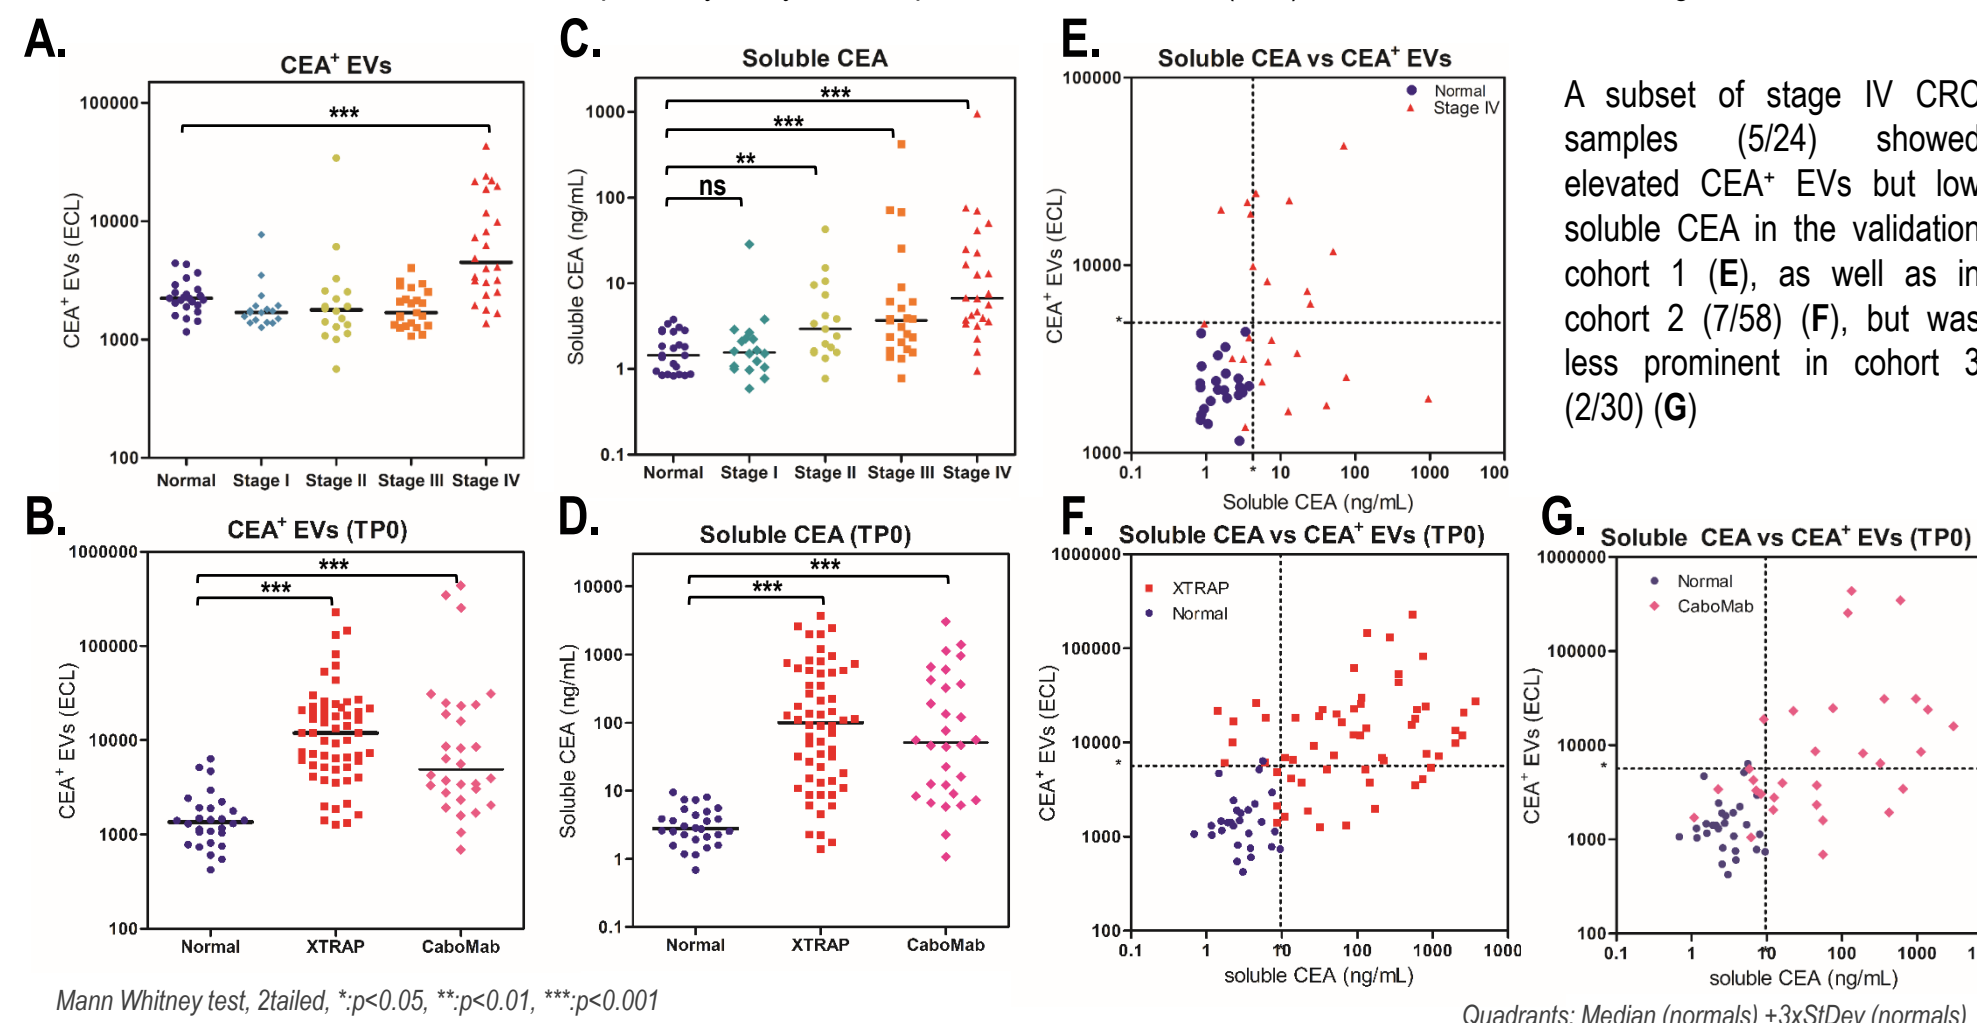 A.
CEA⁺ EVs
***
100000
10000
1000
100
CEA⁺ EVs (ECL)
Normal Stage I Stage II Stage III Stage IV
C.
Soluble CEA
***
***
**
ns
1000
100
10
1
0.1
Soluble CEA (ng/mL)
Normal Stage I Stage II Stage III Stage IV
E.
Soluble CEA vs CEA⁺ EVs
Normal
Stage IV
100000
10000
*
1000
CEA⁺ EVs (ECL)
0.1 1 * 10 100 1000 100
Soluble CEA (ng/mL)
A subset of stage IV CRC
samples (5/24) showed
elevated CEA⁺ EVs but low
soluble CEA in the validation
cohort 1 (E), as well as in
cohort 2 (7/58) (F), but was
less prominent in cohort 3
(2/30) (G)
B.
CEA⁺ EVs (TP0)
***
***
1000000
100000
10000
1000
100
CEA⁺ EVs (ECL)
Normal XTRAP CaboMab
D.
Soluble CEA (TP0)
***
***
10000
1000
100
10
1
0.1
Soluble CEA (ng/mL)
Normal XTRAP CaboMab
F.
Soluble CEA vs CEA⁺ EVs (TP0)
XTRAP
Normal
1000000
100000
10000
*
1000
100
CEA⁺ EVs (ECL)
0.1 1 10 100 1000 1000
soluble CEA (ng/mL)
G.
Soluble CEA vs CEA⁺ EVs (TP0)
Normal
CaboMab
1000000
100000
10000
*
1000
100
CEA⁺ EVs (ECL)
0.1 1 10 100 1000 1
soluble CEA (ng/mL)
Mann Whitney test, 2tailed, *:p<0.05, **:p<0.01, ***:p<0.001
Quadrants: Median (normals) +3xStDev (normals)